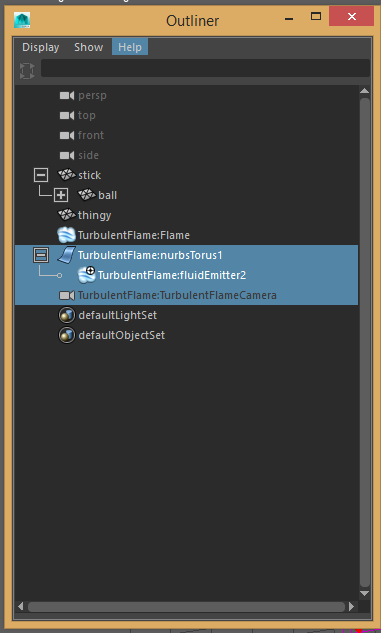 Outliner
Display Show Help
persp
top
front
side
stick
ball
thingy
TurbulentFlame:Flame
TurbulentFlame:nurbsTorus1
TurbulentFlame:fluidEmitter2
TurbulentFlame:TurbulentFlameCamera
defaultLightSet
defaultObjectSet